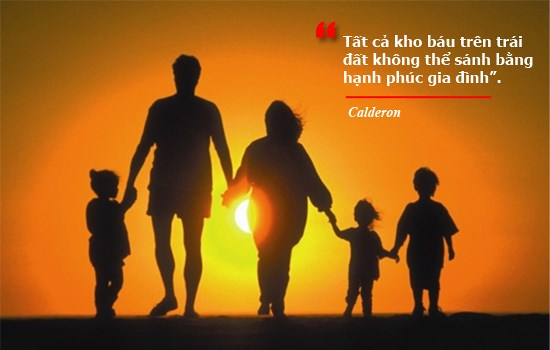 “ Tất cả kho báu trên trái
đất không thể sánh bằng
hạnh phúc gia đình”.
Calderon